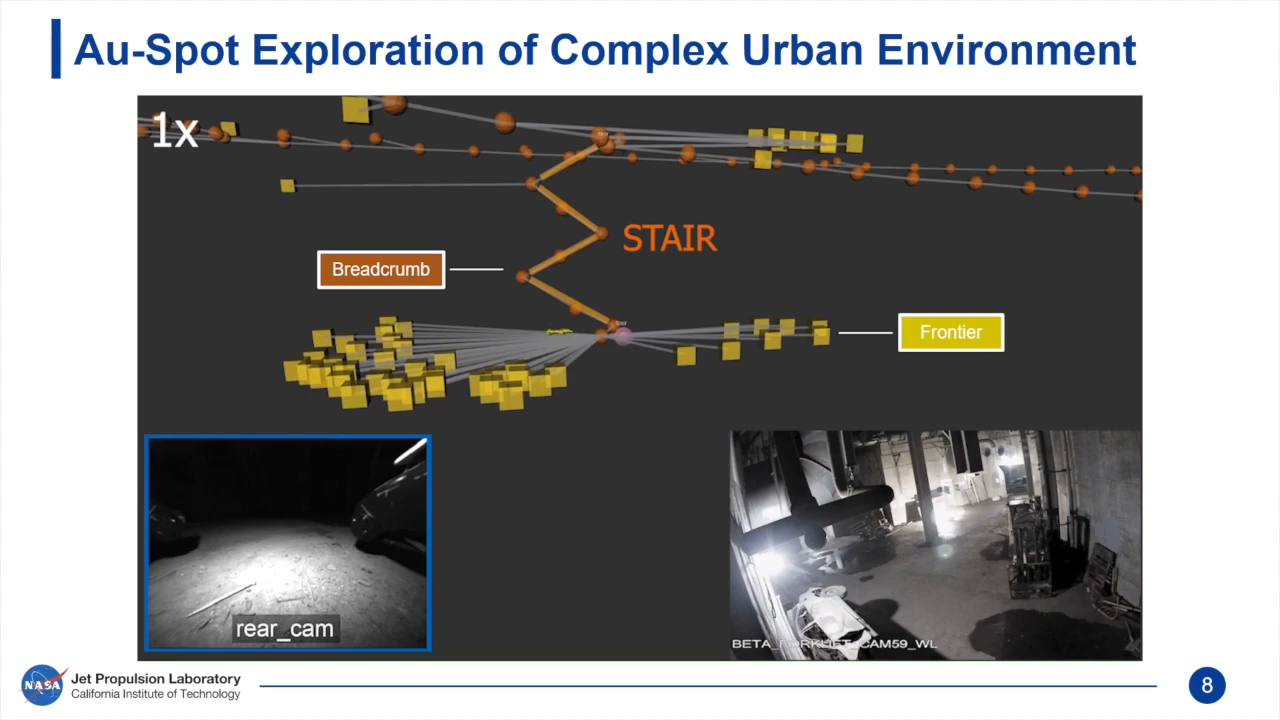 Au-Spot Exploration of Complex Urban Environment
1x
STAIR
Breadcrumb
Frontier
rear_cam
NASA
Jet Propulsion Laboratory
California Institute of Technology
8